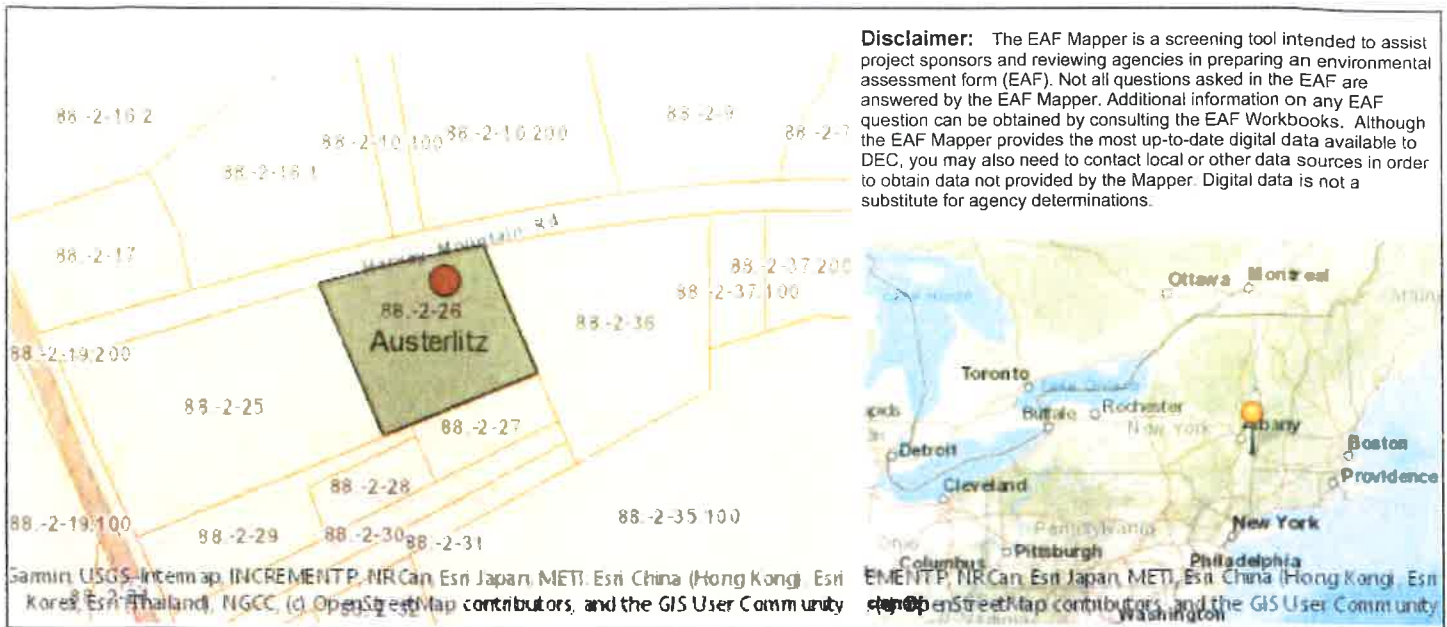 Disclaimer: The EAF Mapper is a screening tool intended to assist
project sponsors and reviewing agencies in preparing an environmental
assessment form (EAF). Not all questions asked in the EAF are
answered by the EAF Mapper. Additional information on any EAF
question can be obtained by consulting the EAF Workbooks. Although
the EAF Mapper provides the most up-to-date digital data available to
DEC, you may also need to contact local or other data sources in order
to obtain data not provided by the Mapper. Digital data is not a
substitute for agency determinations.
88.-2-16.2
88.-2-16.1
88.-2-10.100
88.-2-10.200
88.-2-9
88.-2-17
Mountain Rd
88.-2-26
Austerlitz
88.-2-36
88.-2-37.200
88.-2-37.100
88.-2-19.200
88.-2-25
88.-2-27
88.-2-28
88.-2-19.100
88.-2-29
88.-2-30
88.-2-31
88.-2-35.100
Garmin, USGS, Intermap, INCREMENT P, NRCan, Esri Japan, METI, Esri China (Hong Kong), Esri
Korea, Esri (Thailand), NGCC, (c) OpenStreetMap contributors, and the GIS User Community
Ottawa
Montreal
Toronto
Buffalo
Rochester
New York
Albany
Boston
Providence
Detroit
Cleveland
New York
Pennsylvania
Pittsburgh
Philadelphia
Columbus
EMENT P, NRCan, Esri Japan, METI, Esri China (Hong Kong), Esri
OpenStreetMap contributors, and the GIS User Community
Washington